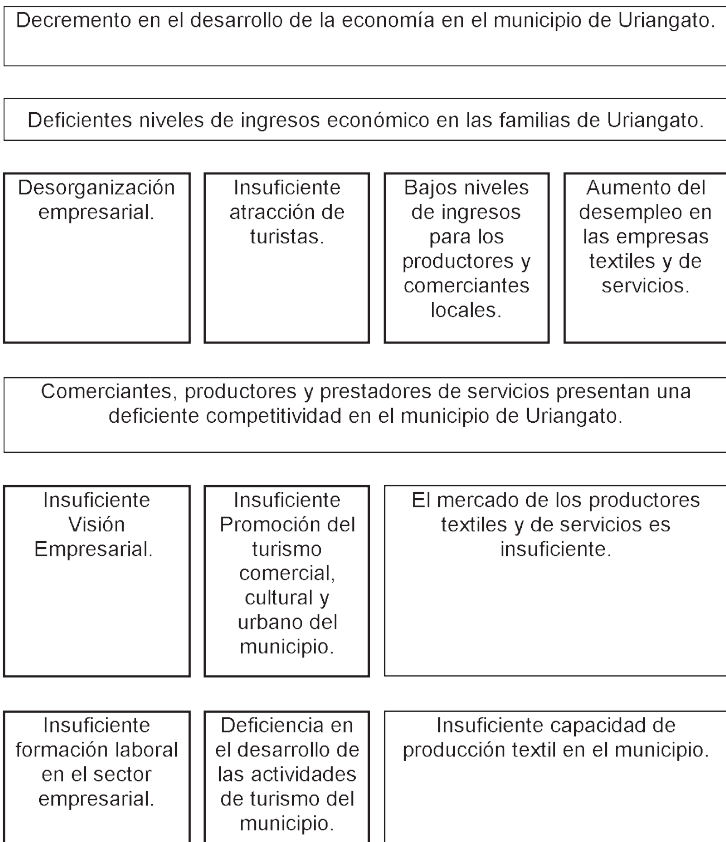 Decremento en el desarrollo de la economía en el municipio de Uriangato.
Deficientes niveles de ingresos económico en las familias de Uriangato.
Desorganización
empresarial.
Insuficiente
atracción de
turistas.
Bajos niveles
de ingresos
para los
productores y
comerciantes
locales.
Aumento del
desempleo en
las empresas
textiles y de
servicios.
Comerciantes, productores y prestadores de servicios presentan una
deficiente competitividad en el municipio de Uriangato.
Insuficiente
Visión
Empresarial.
Insuficiente
Promoción del
turismo
comercial,
cultural y
urbano del
municipio.
El mercado de los productores
textiles y de servicios es
insuficiente.
Insuficiente
formación laboral
en el sector
empresarial.
Deficiencia en
el desarrollo de
las actividades
de turismo del
municipio.
Insuficiente capacidad de
producción textil en el municipio.